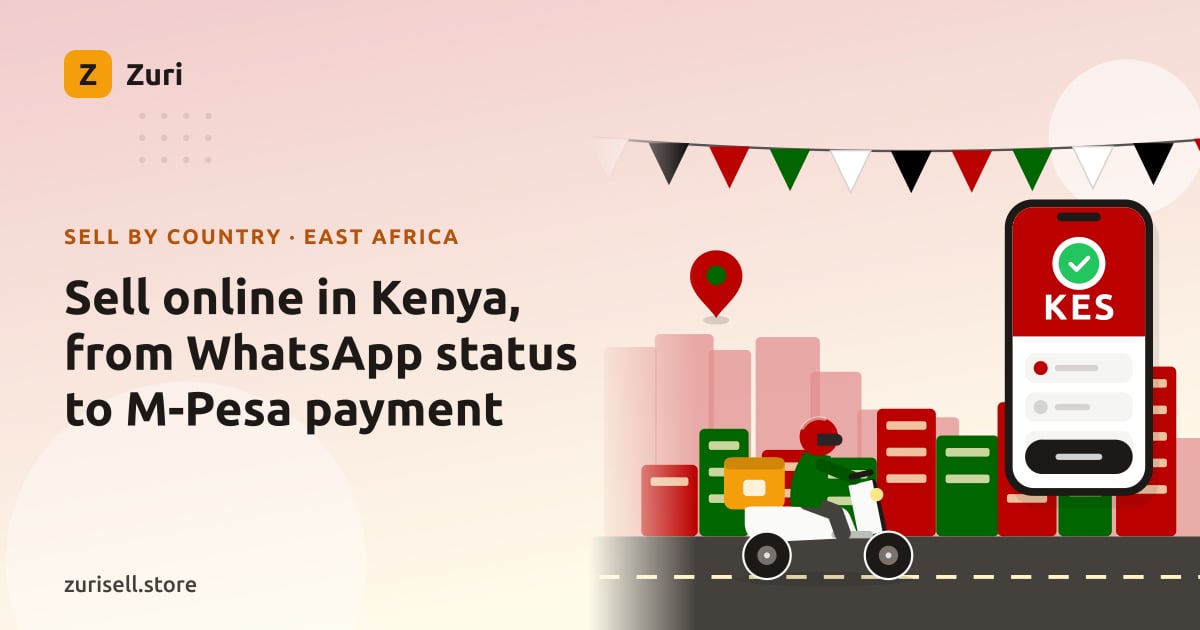 Z Zuri
SELL BY COUNTRY · EAST AFRICA
Sell online in Kenya,
from WhatsApp status
to M-Pesa payment
KES
zurisell.store